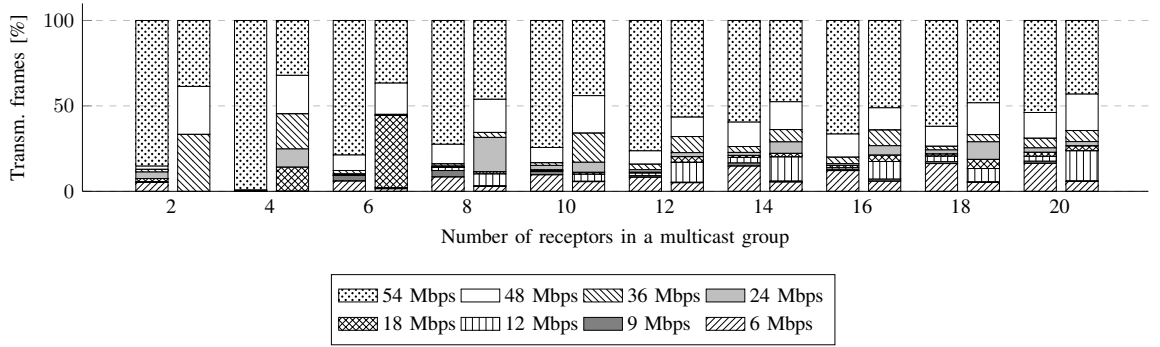 100
50
0
Transm. frames [%]
2 4 6 8 10 12 14 16 18 20
Number of receptors in a multicast group
54 Mbps 48 Mbps 36 Mbps 24 Mbps
18 Mbps 12 Mbps 9 Mbps 6 Mbps